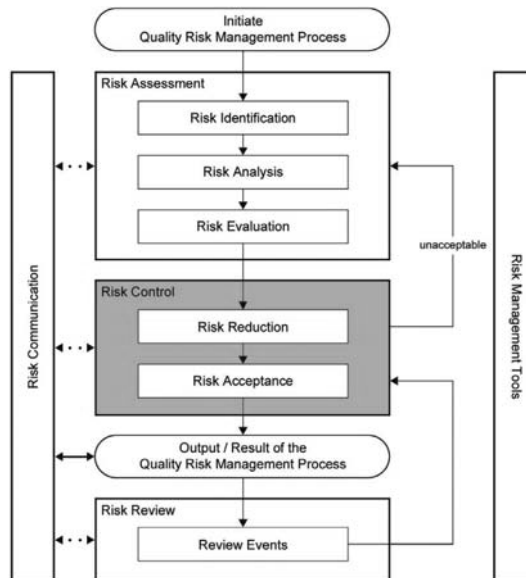 Initiate
Quality Risk Management Process
Risk Assessment
Risk Identification
Risk Analysis
Risk Evaluation
unacceptable
Risk Control
Risk Reduction
Risk Acceptance
Output / Result of the
Quality Risk Management Process
Risk Review
Review Events
Risk Communication
Risk Management Tools